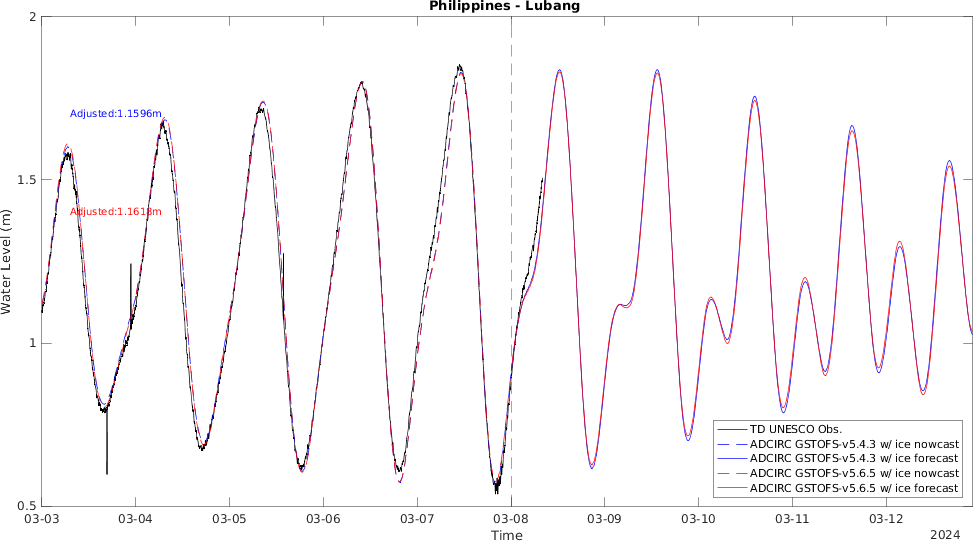 Philippines - Lubang
2
1.5
1
0.5
Water Level (m)
Adjusted:1.1596m
Adjusted:1.1618m
TD UNESCO Obs.
ADCIRC GSTOFS-v5.4.3 w/ ice nowcast
ADCIRC GSTOFS-v5.4.3 w/ ice forecast
ADCIRC GSTOFS-v5.6.5 w/ ice nowcast
ADCIRC GSTOFS-v5.6.5 w/ ice forecast
03-03 03-04 03-05 03-06 03-07 03-08 03-09 03-10 03-11 03-12
Time
2024